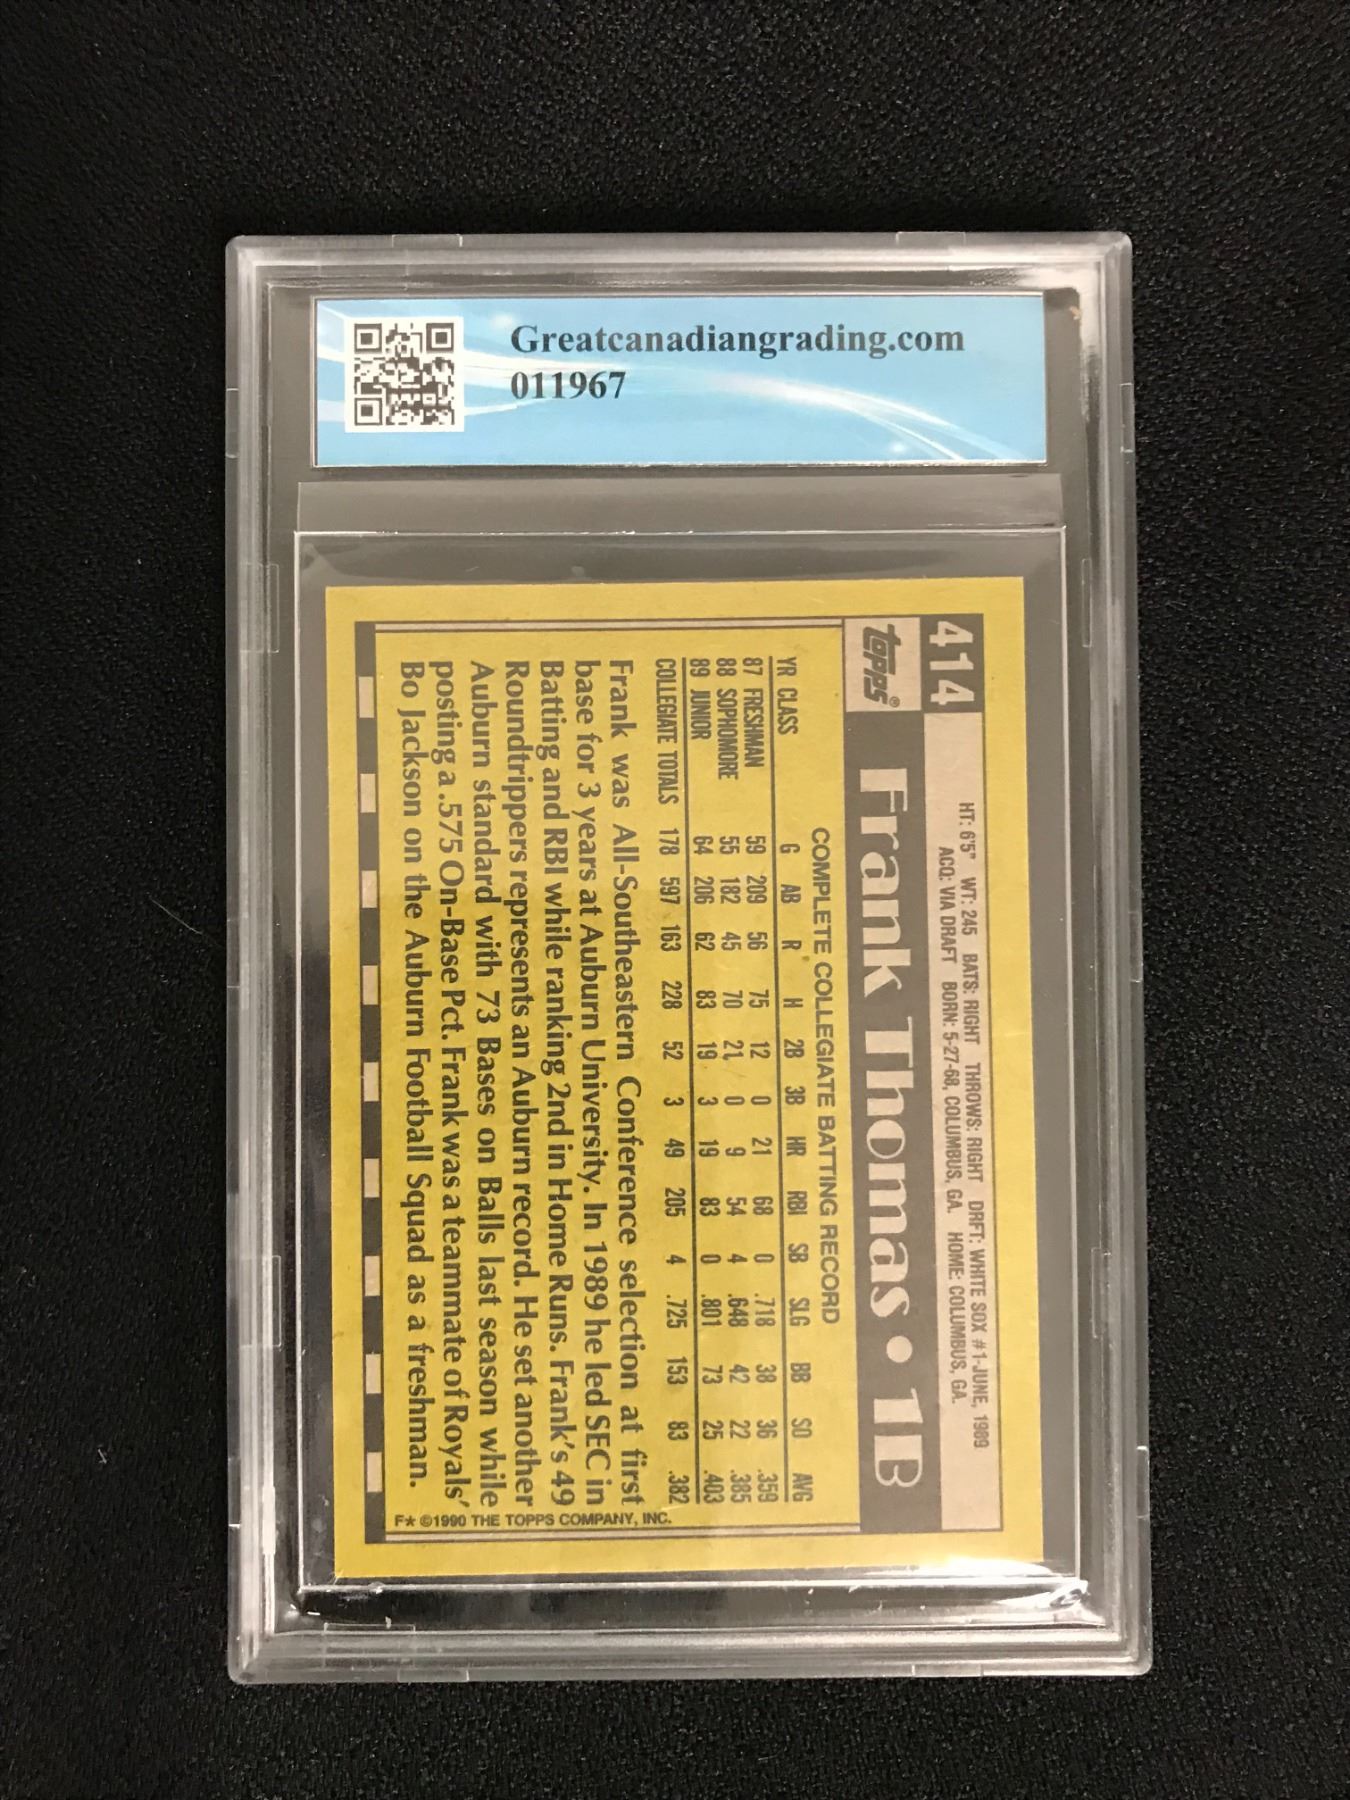 Greatcanadiangrading.com
011967
414
HT: 6'5" WT: 245 BATS: RIGHT THROWS: RIGHT DRFT: WHITE SOX #1-JUNE, 1989
ACQ: VIA DRAFT BORN: 5-27-68, COLUMBUS, GA. HOME: COLUMBUS, GA.
topps® Frank Thomas • 1B
COMPLETE COLLEGIATE BATTING RECORD
YR CLASS G AB R H 2B 3B HR RBI SB SLG BB SO AVG
87 FRESHMAN 59 209 56 75 12 0 21 68 0 .718 38 36 .359
88 SOPHOMORE 55 182 45 70 21 0 9 54 4 .648 42 22 .385
89 JUNIOR 64 206 62 83 19 3 19 83 0 .801 73 25 .403
COLLEGIATE TOTALS 178 597 163 228 52 3 49 205 4 .725 153 83 .382
Frank was All-Southeastern Conference selection at first
base for 3 years at Auburn University. In 1989 he led SEC in
Batting and RBI while ranking 2nd in Home Runs. Frank's 49
Roundtrippers represents an Auburn record. He set another
Auburn standard with 73 Bases on Balls last season while
posting a .575 On-Base Pct. Frank was a teammate of Royals'
Bo Jackson on the Auburn Football Squad as a freshman.
F* ©1990 THE TOPPS COMPANY, INC.